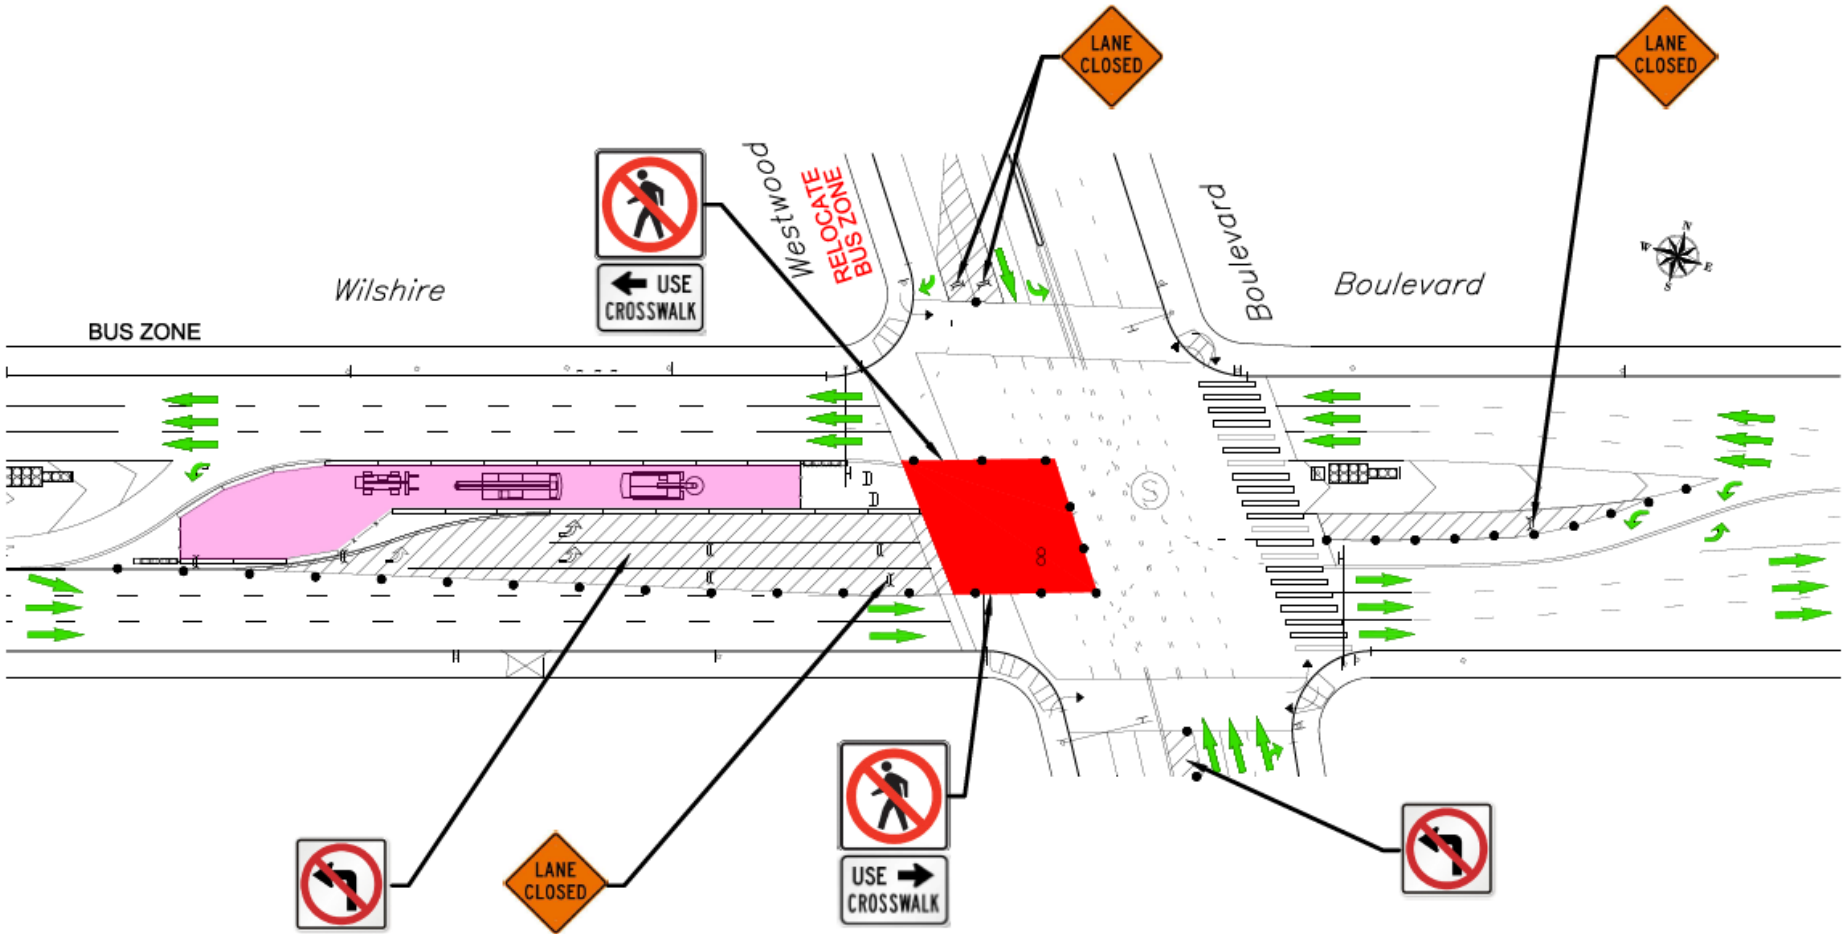 LANE
CLOSED
LANE
CLOSED
Westwood
RELOCATE
BUS ZONE
Boulevard
N
W
E
S
← USE
CROSSWALK
Wilshire
Boulevard
BUS ZONE
S
8
LANE
CLOSED
USE →
CROSSWALK